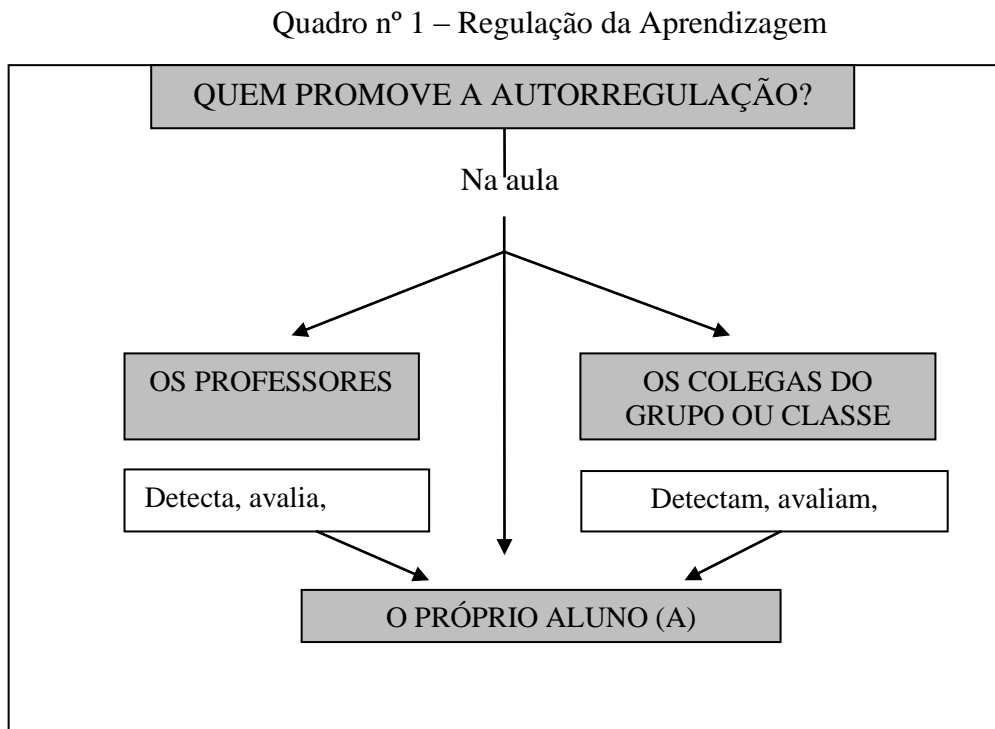 Quadro nº 1 – Regulação da Aprendizagem
QUEM PROMOVE A AUTORREGULAÇÃO?
Na aula
OS PROFESSORES
OS COLEGAS DO
GRUPO OU CLASSE
Detecta, avalia,
Detectam, avaliam,
O PRÓPRIO ALUNO (A)